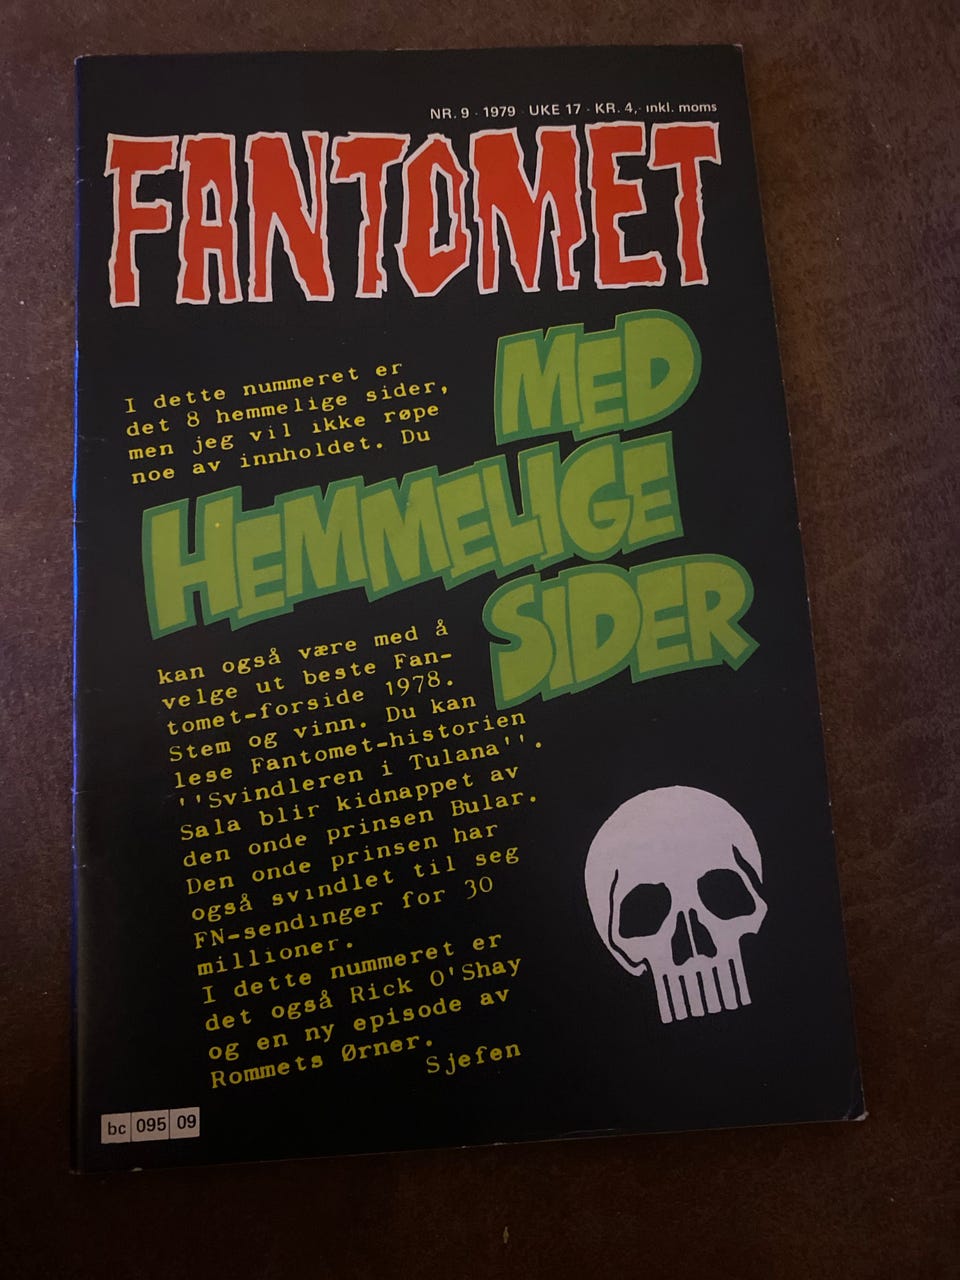 NR. 9 · 1979 · UKE 17 · KR. 4,- inkl. moms
FANTOMET
I dette nummeret er
det 8 hemmelige sider,
men jeg vil ikke røpe
noe av innholdet. Du
MED
HEMMELIGE
SIDER
kan også være med å
velge ut beste Fan-
tomet-forside 1978.
Stem og vinn. Du kan
lese Fantomet-historien
''Svindleren i Tulana''.
Sala blir kidnappet av
den onde prinsen Bular.
Den onde prinsen har
også svindlet til seg
FN-sendinger for 30
millioner.
I dette nummeret er
det også Rick O'Shay
og en ny episode av
Rommets Ørner.
Sjefen
bc 095 09